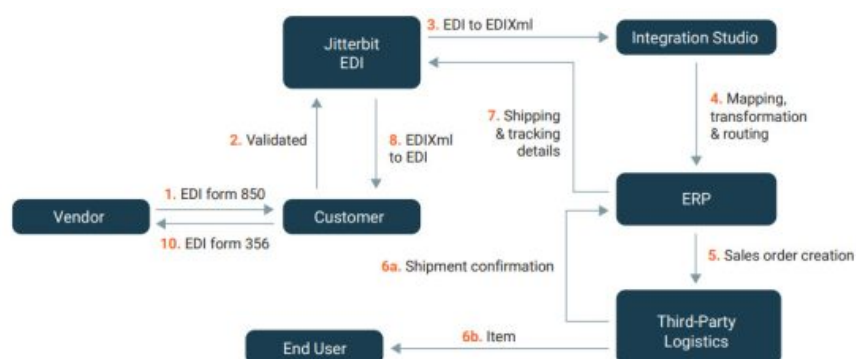 Jitterbit
EDI
3. EDI to EDIXml
Integration Studio
2. Validated
8. EDIXml
to EDI
7. Shipping
& tracking
details
4. Mapping,
transformation
& routing
Vendor
1. EDI form 850
10. EDI form 356
Customer
ERP
6a. Shipment confirmation
5. Sales order creation
Third-Party
Logistics
6b. Item
End User